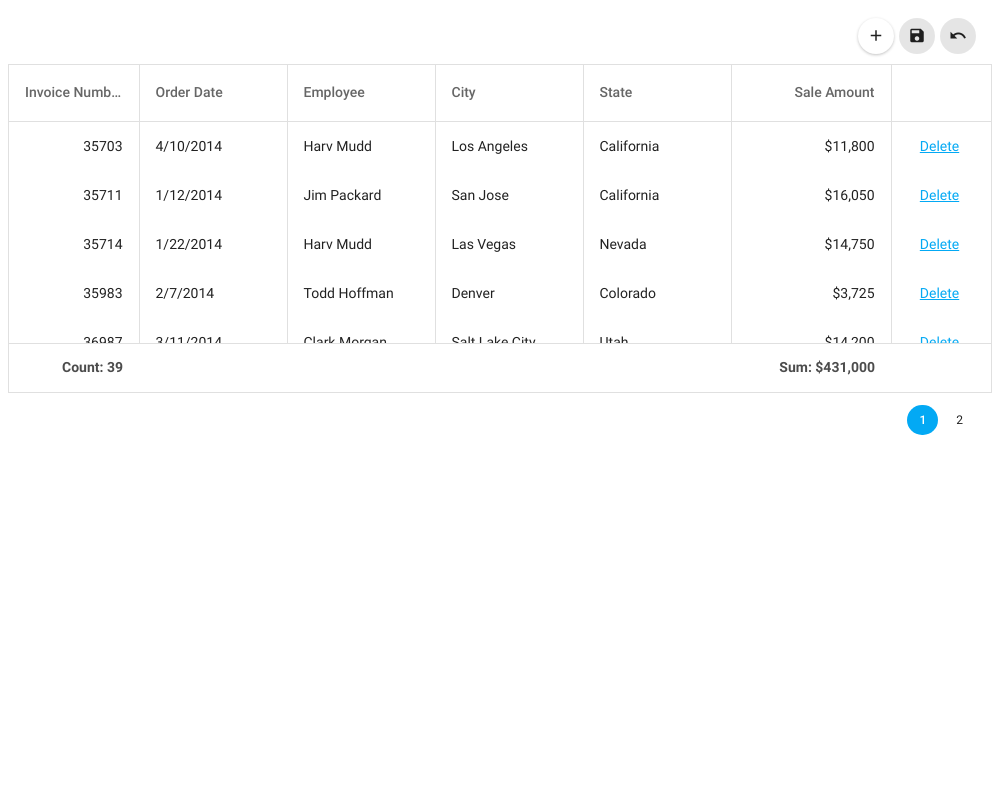 Invoice Numb... Order Date Employee City State Sale Amount
35703 4/10/2014 Harv Mudd Los Angeles California $11,800 Delete
35711 1/12/2014 Jim Packard San Jose California $16,050 Delete
35714 1/22/2014 Harv Mudd Las Vegas Nevada $14,750 Delete
35983 2/7/2014 Todd Hoffman Denver Colorado $3,725 Delete
36987 3/11/2014 Clark Morgan Salt Lake City Utah $14,200 Delete
Count: 39 Sum: $431,000
1 2